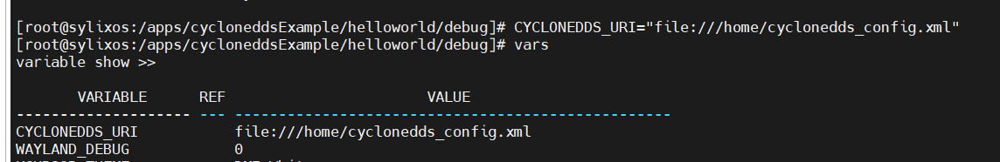 [root@sylixos:/apps/cycloneddsExample/helloworld/debug]# CYCLONEDDS_URI="file:///home/cyclonedds_config.xml"
[root@sylixos:/apps/cycloneddsExample/helloworld/debug]# vars
variable show >>
VARIABLE REF VALUE
-------------------- --- --------------------------------------------------
CYCLONEDDS_URI file:///home/cyclonedds_config.xml
WAYLAND_DEBUG 0